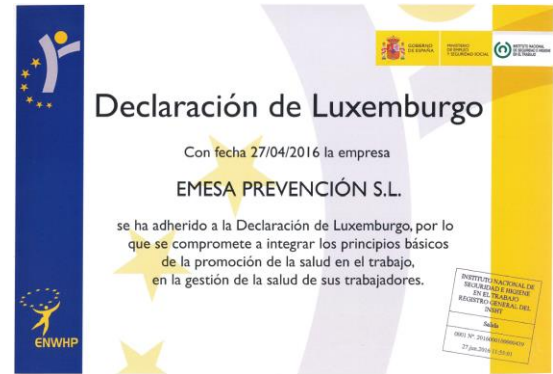 GOBIERNO
DE ESPAÑA
MINISTERIO
DE EMPLEO
Y SEGURIDAD SOCIAL
INSTITUTO NACIONAL
DE SEGURIDAD E HIGIENE
EN EL TRABAJO
Declaración de Luxemburgo
Con fecha 27/04/2016 la empresa
EMESA PREVENCIÓN S.L.
se ha adherido a la Declaración de Luxemburgo, por lo
que se compromete a integrar los principios básicos
de la promoción de la salud en el trabajo,
en la gestión de la salud de sus trabajadores.
INSTITUTO NACIONAL DE
SEGURIDAD E HIGIENE
EN EL TRABAJO
REGISTRO GENERAL DEL
INSHT
Salida
ENWHP